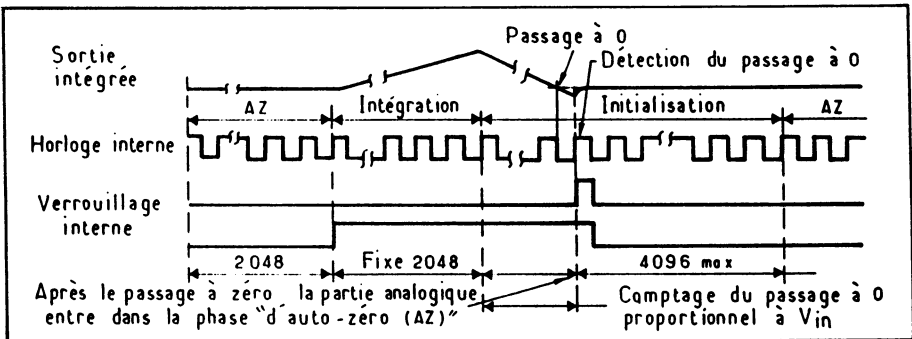 Passage à 0
Sortie intégrée
Détection du passage à 0
AZ
Intégration
Initialisation
AZ
Horloge interne
Verrouillage interne
2048
Fixe 2048
4096 max
Après le passage à zéro la partie analogique
entre dans la phase "d'auto-zéro (AZ)"
Comptage du passage à 0
proportionnel à Vin